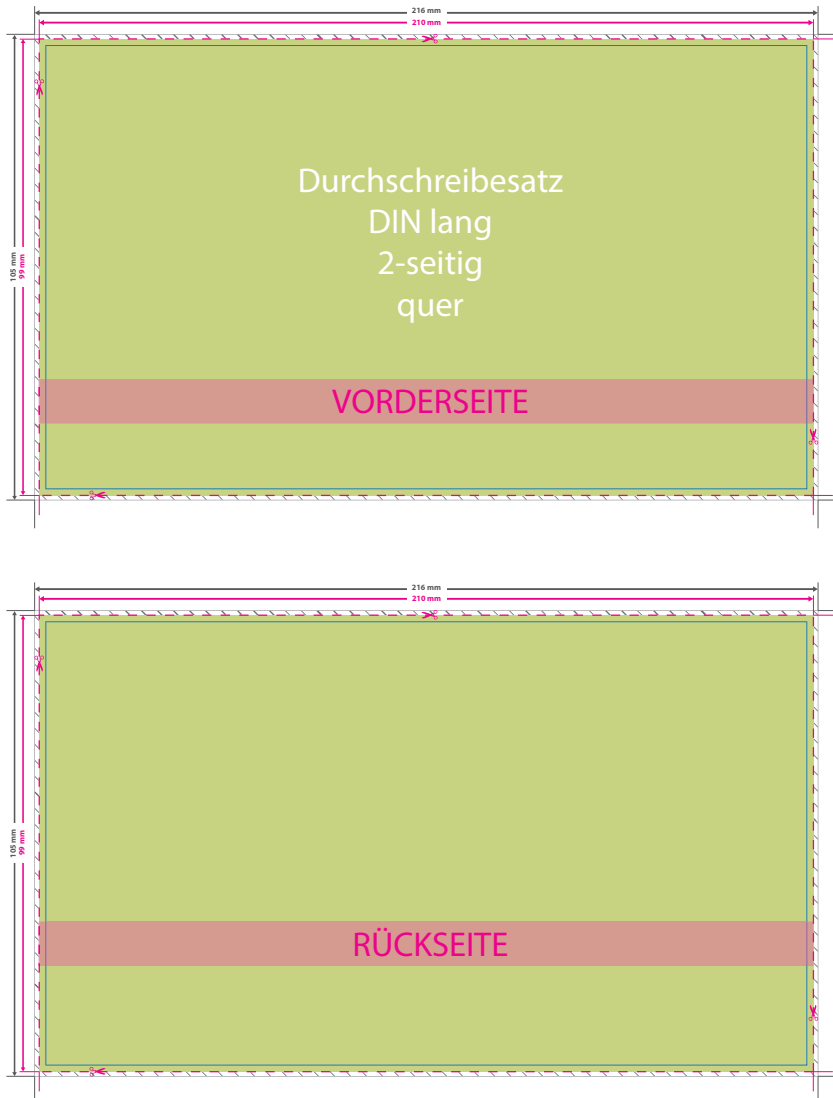 216 mm
210 mm
105 mm
99 mm
Durchschreibesatz
DIN lang
2-seitig
quer
VORDERSEITE
216 mm
210 mm
105 mm
99 mm
RÜCKSEITE